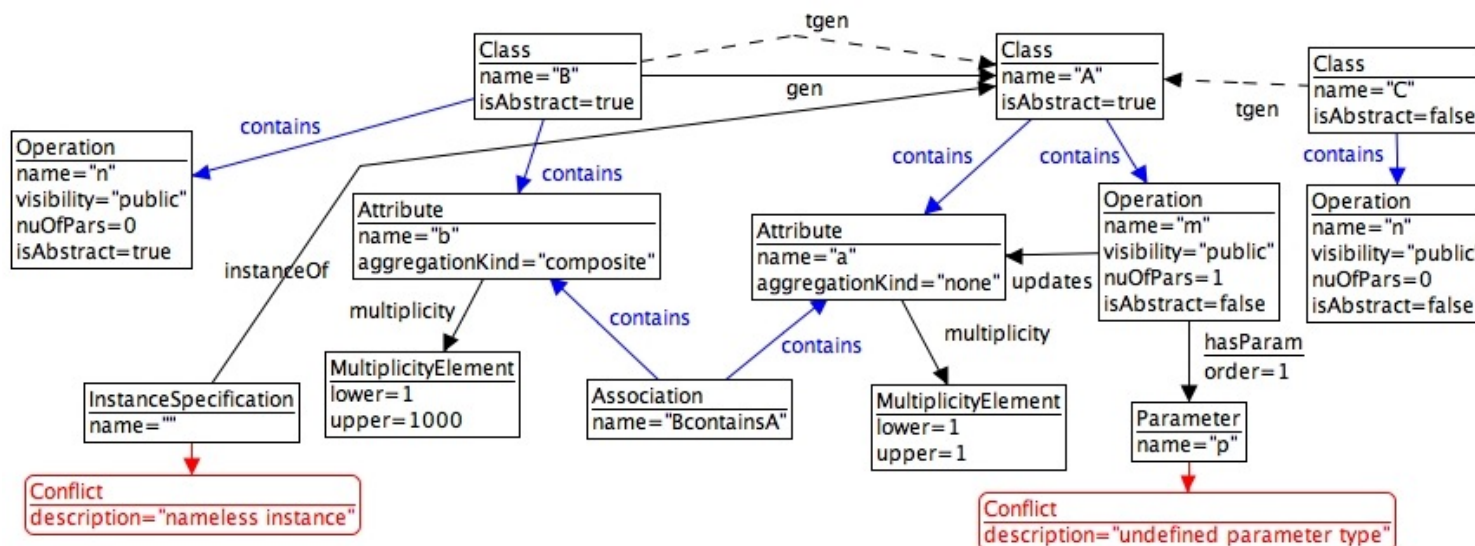 tgen
Class
name="B"
isAbstract=true
Class
name="A"
isAbstract=true
Class
name="C"
isAbstract=false
gen
tgen
contains
contains
contains
contains
contains
Operation
name="n"
visibility="public"
nuOfPars=0
isAbstract=true
Attribute
name="b"
aggregationKind="composite"
Attribute
name="a"
aggregationKind="none"
Operation
name="m"
visibility="public"
nuOfPars=1
isAbstract=false
Operation
name="n"
visibility="public"
nuOfPars=0
isAbstract=false
instanceOf
updates
multiplicity
contains
contains
multiplicity
hasParam
order=1
InstanceSpecification
name=""
MultiplicityElement
lower=1
upper=1000
Association
name="BcontainsA"
MultiplicityElement
lower=1
upper=1
Parameter
name="p"
Conflict
description="nameless instance"
Conflict
description="undefined parameter type"